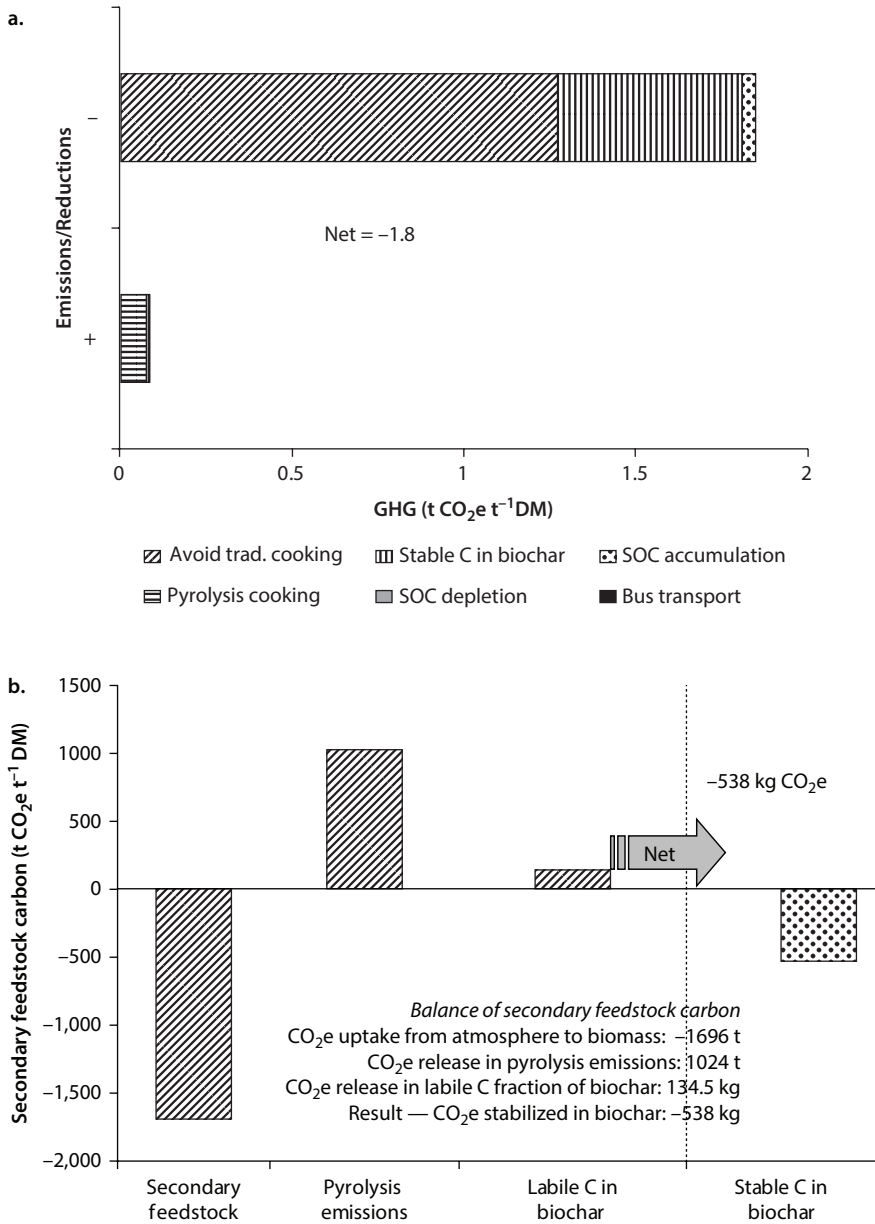 a.
Emissions/Reductions
–
+
Net = –1.8
0
0.5
1
1.5
2
GHG (t CO₂e t⁻¹DM)
Avoid trad. cooking
Stable C in biochar
SOC accumulation
Pyrolysis cooking
SOC depletion
Bus transport
b.
Secondary feedstock carbon (t CO₂e t⁻¹ DM)
1500
1000
500
0
–500
–1,000
–1,500
–2,000
–538 kg CO₂e
Net
Balance of secondary feedstock carbon
CO₂e uptake from atmosphere to biomass: –1696 t
CO₂e release in pyrolysis emissions: 1024 t
CO₂e release in labile C fraction of biochar: 134.5 kg
Result — CO₂e stabilized in biochar: –538 kg
Secondary
feedstock
Pyrolysis
emissions
Labile C in
biochar
Stable C in
biochar